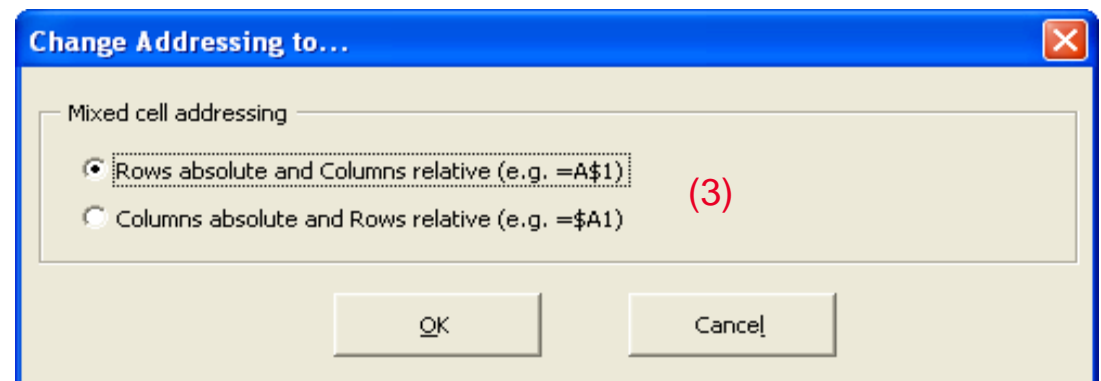 Change Addressing to...
Mixed cell addressing
Rows absolute and Columns relative (e.g. =A$1)
(3)
Columns absolute and Rows relative (e.g. =$A1)
OK
Cancel